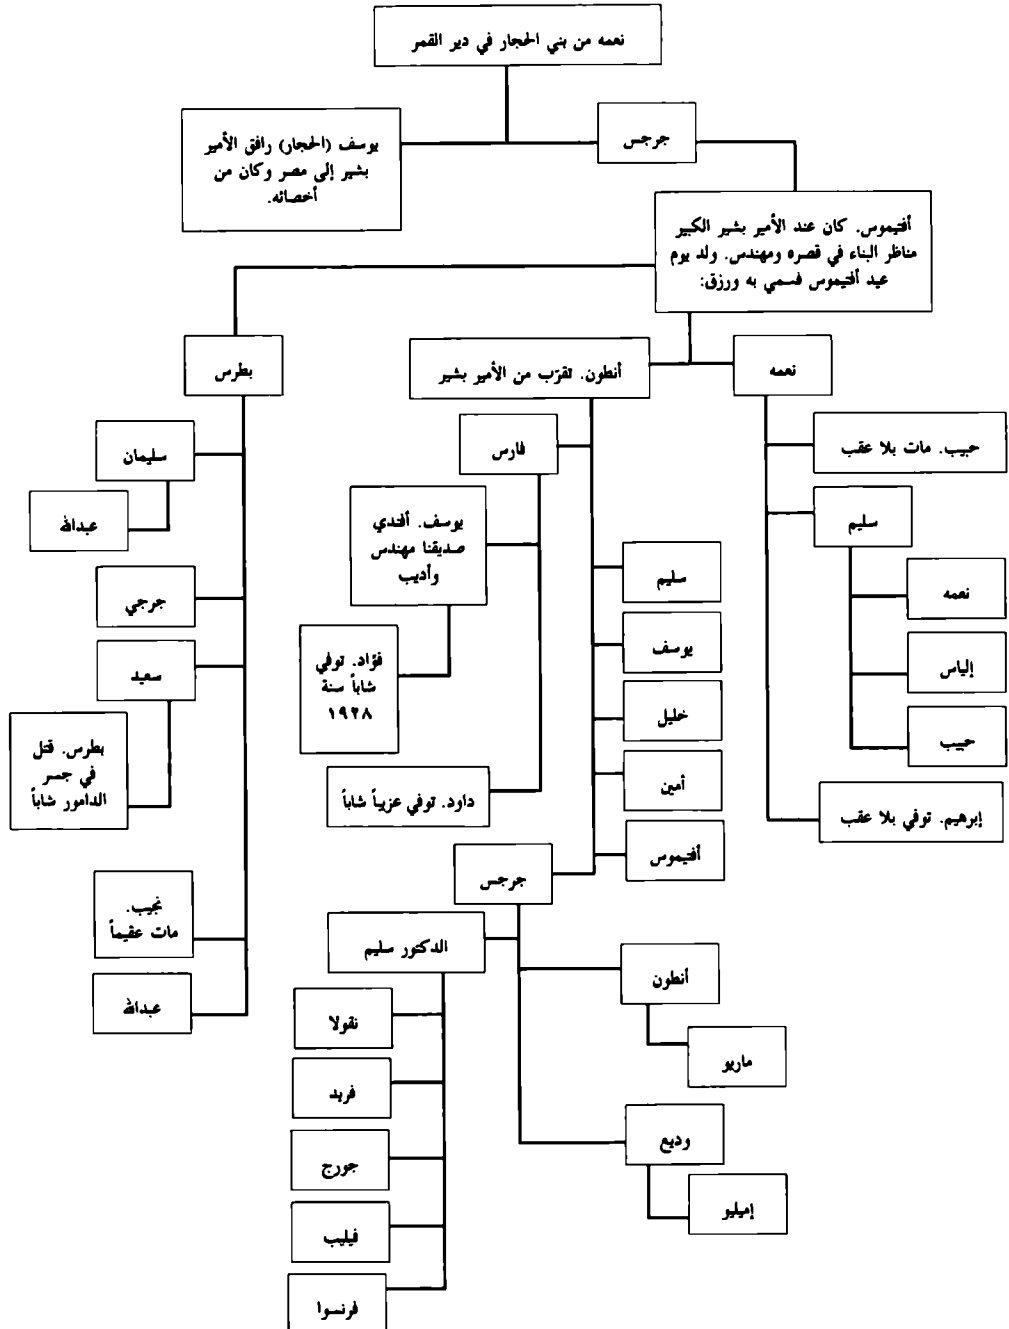 نعمه من بني الحجار في دير القمر
جرجس
يوسف (الحجار) رافق الأمير
بشير إلى مصر وكان من
أخصائه.
أفتيموس. كان عند الأمير بشير الكبير
مناظر البناء في قصره ومهندس. ولد يوم
عيد أفتيموس فسمي به ورزق:
نعمه
أنطون. تقرّب من الأمير بشير
بطرس
حبيب. مات بلا عقب
سليم
نعمه
إلياس
حبيب
إبرهيم. توفي بلا عقب
فارس
يوسف. أفندي
صديقنا مهندس
وأديب
فؤاد. توفي
شاباً سنة
١٩٢٨
داود. توفي عزيباً شاباً
سليم
يوسف
خليل
أمين
أفتيموس
جرجس
الدكتور سليم
أنطون
ماريو
وديع
إميليو
نقولا
فريد
جورج
فيليب
فرنسوا
سليمان
عبدالله
جرجي
سعيد
بطرس. قتل
في جسر
الدامور شاباً
نجيب.
مات عقيماً
عبدالله